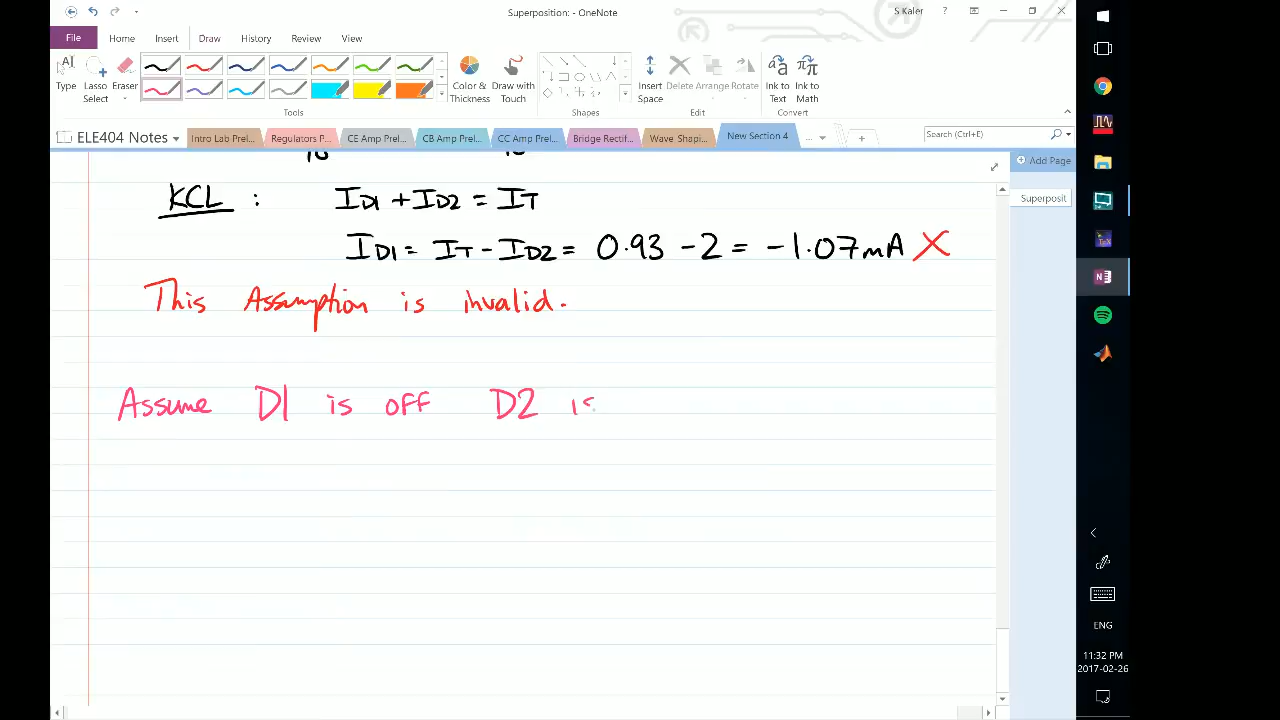 Superposition: - OneNote
S Kaler
?
File Home Insert Draw History Review View
Type Lasso Select Eraser
Color & Thickness Draw with Touch
Insert Space Delete Arrange Rotate
Ink to Text Ink to Math
Tools Shapes Edit Convert
ELE404 Notes Intro Lab Prel Regulators P CE Amp Prel CB Amp Prel CC Amp Prel Bridge Rectif Wave Shapi New Section 4 ... Search (Ctrl+E)
Add Page
Superposit
KCL : ID1 + ID2 = IT
ID1 = IT - ID2 = 0.93 - 2 = -1.07mA X
This Assumption is invalid.
Assume D1 is off D2 is
ENG
11:32 PM
2017-02-26